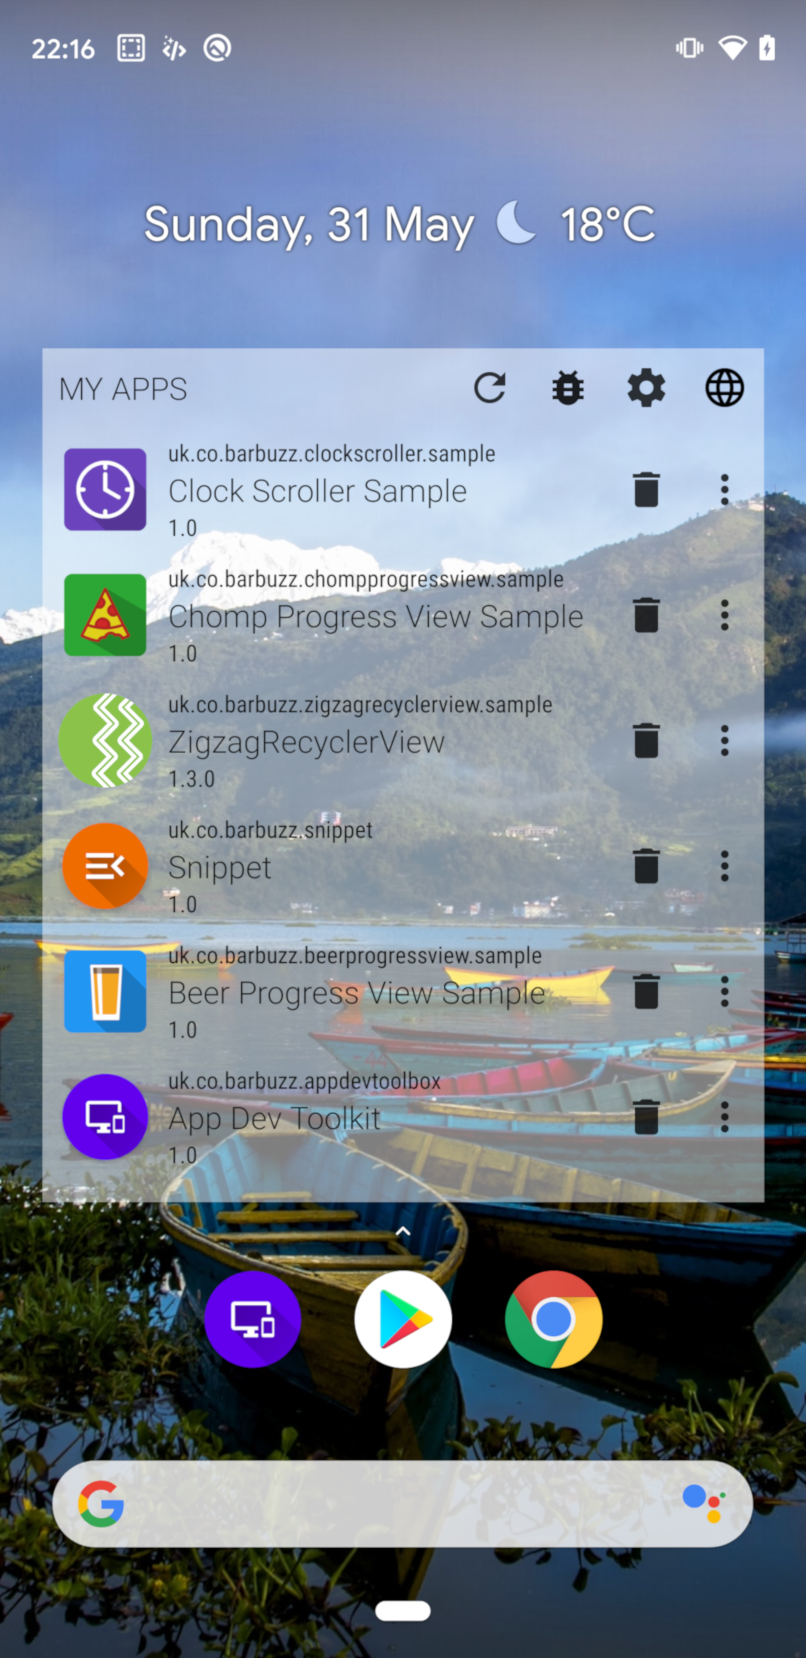 22:16
Sunday, 31 May 18°C
MY APPS
uk.co.barbuzz.clockscroller.sample
Clock Scroller Sample
1.0
uk.co.barbuzz.chompprogressview.sample
Chomp Progress View Sample
1.0
uk.co.barbuzz.zigzagrecyclerview.sample
ZigzagRecyclerView
1.3.0
uk.co.barbuzz.snippet
Snippet
1.0
uk.co.barbuzz.beerprogressview.sample
Beer Progress View Sample
1.0
uk.co.barbuzz.appdevtoolbox
App Dev Toolkit
1.0